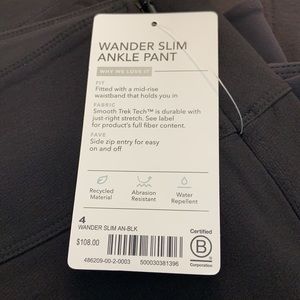 WANDER SLIM
ANKLE PANT
WHY WE LOVE IT
FIT
Fitted with a mid-rise
waistband that holds you in
FABRIC
Smooth Trek Tech™ is durable with
just-right stretch. See label
for product's full fiber content.
FAVE
Side zip entry for easy
on and off
Recycled
Material
Abrasion
Resistant
Water
Repellent
4
WANDER SLIM AN-BLK
$108.00
486209-00-2-0003
500030381396
Certified
B
Corporation